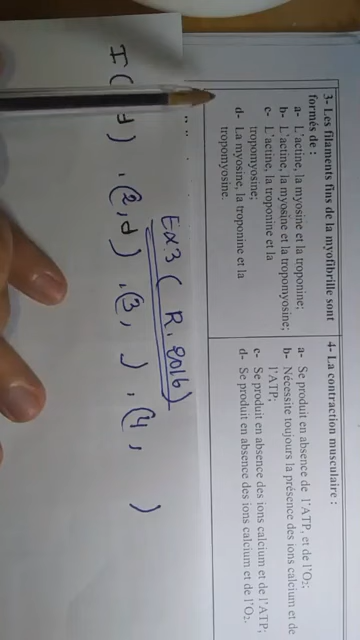 3- Les filaments fins de la myofibrille sont
formés de :
a- L'actine, la myosine et la troponine;
b- L'actine, la myosine et la tropomyosine;
c- L'actine, la troponine et la
tropomyosine;
d- La myosine, la troponine et la
tropomyosine.
4- La contraction musculaire :
a- Se produit en absence de l'ATP, et de l'O₂;
b- Nécessite toujours la présence des ions calcium et de
l'ATP;
c- Se produit en absence des ions calcium et de l'ATP;
d- Se produit en absence des ions calcium et de l'O₂.
Ex3 ( R. 2016)
I ( d ) . (2, d) . (3, ) . (4, )